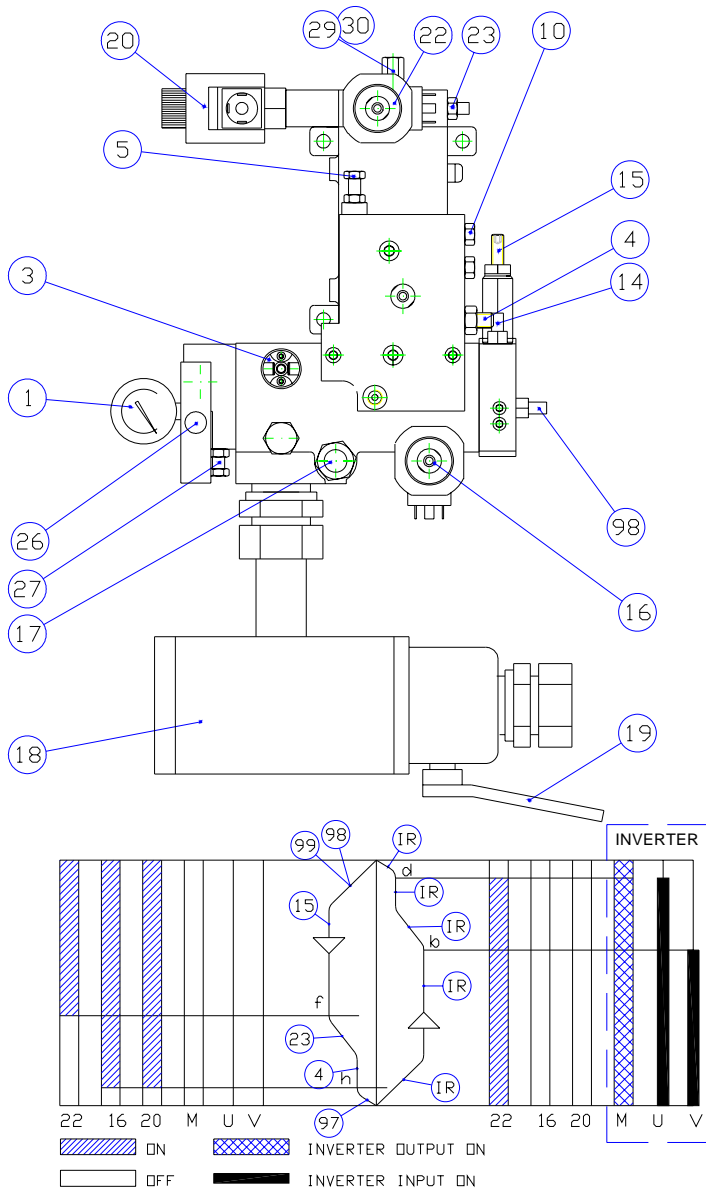 30
29
20
22
23
10
5
15
4
3
14
1
26
98
27
17
16
18
19
INVERTER
98
IR
99
d
IR
15
IR
b
IR
f
23
4
h
IR
97
22 16 20 M U V 22 16 20 M U V
ON INVERTER OUTPUT ON
OFF INVERTER INPUT ON